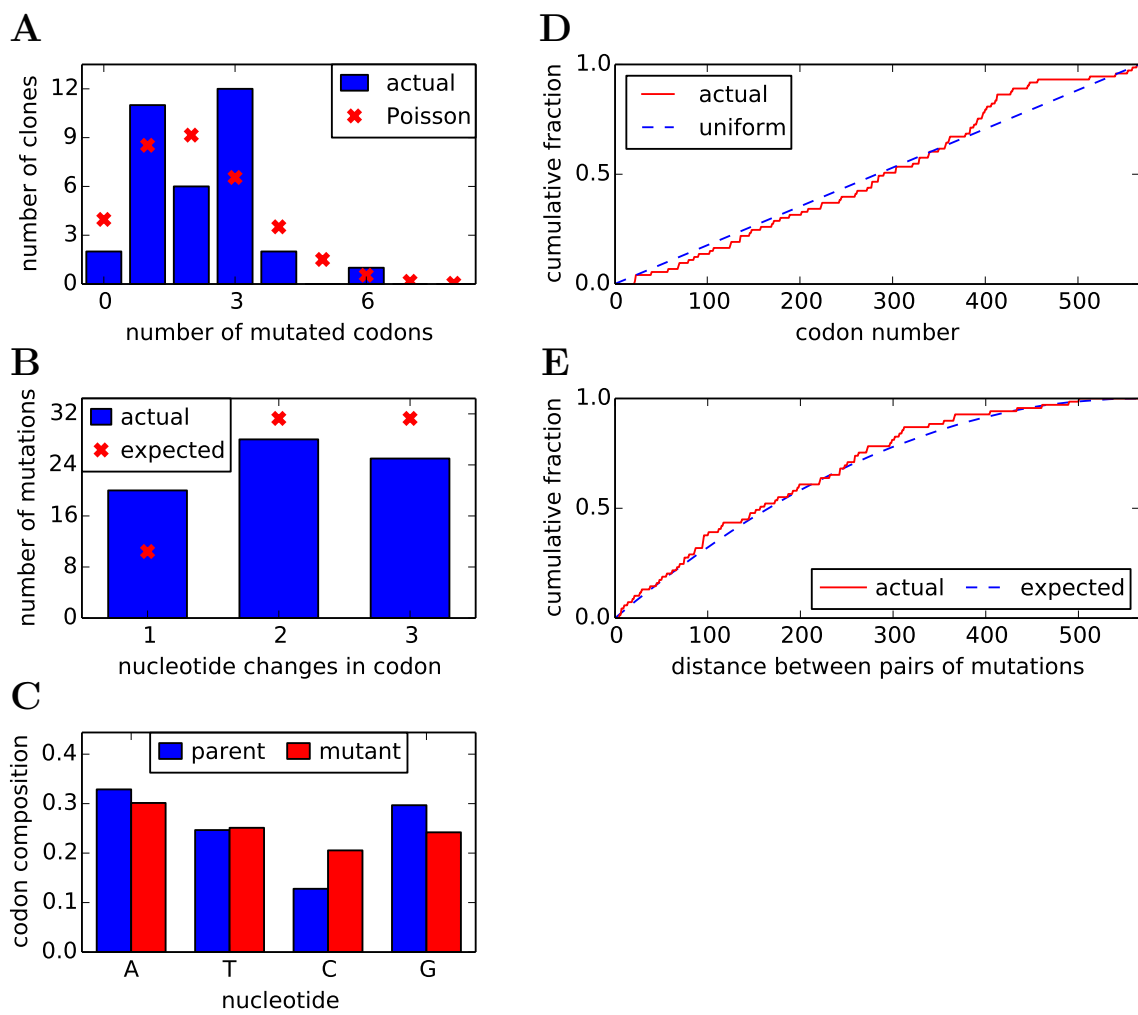 A
number of clones
12
9
6
3
0
actual
Poisson
0 3 6
number of mutated codons
B
number of mutations
32
24
16
8
0
actual
expected
1 2 3
nucleotide changes in codon
C
codon composition
0.4
0.3
0.2
0.1
0.0
parent mutant
A T C G
nucleotide
D
cumulative fraction
1.0
0.5
0.0
actual
uniform
0 100 200 300 400 500
codon number
E
cumulative fraction
1.0
0.5
0.0
actual expected
0 100 200 300 400 500
distance between pairs of mutations